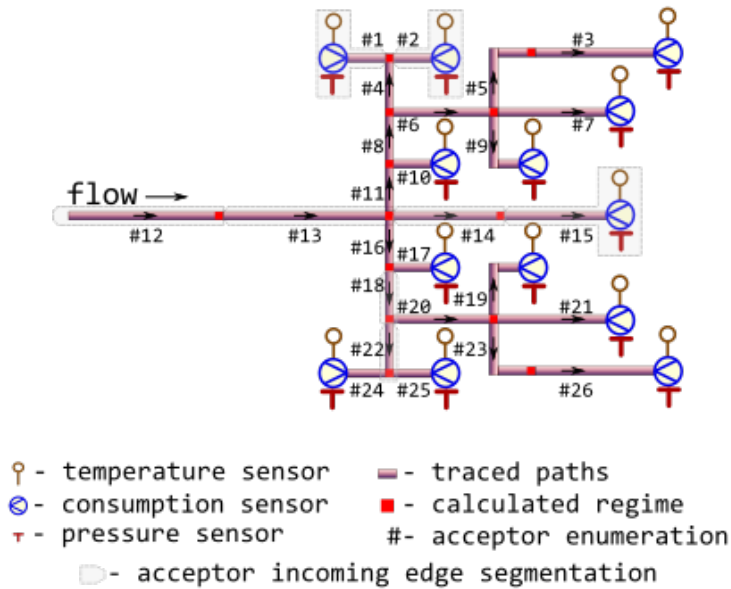 #1 #2 #3
#4 #5
#6 #7
#8 #9
#10
flow
#11
#12 #13 #14 #15
#16
#17
#18
#20 #19 #21
#22 #23
#24 #25 #26
- temperature sensor
- traced paths
- consumption sensor
- calculated regime
- pressure sensor
#- acceptor enumeration
- acceptor incoming edge segmentation